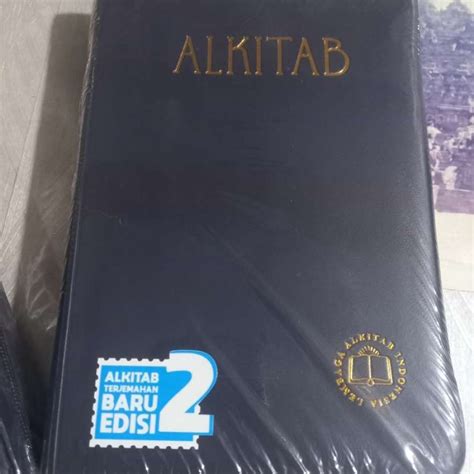 ALKITAB
ALKITAB
TERJEMAHAN
BARU
EDISI
2
LEMBAGA ALKITAB INDONESIA